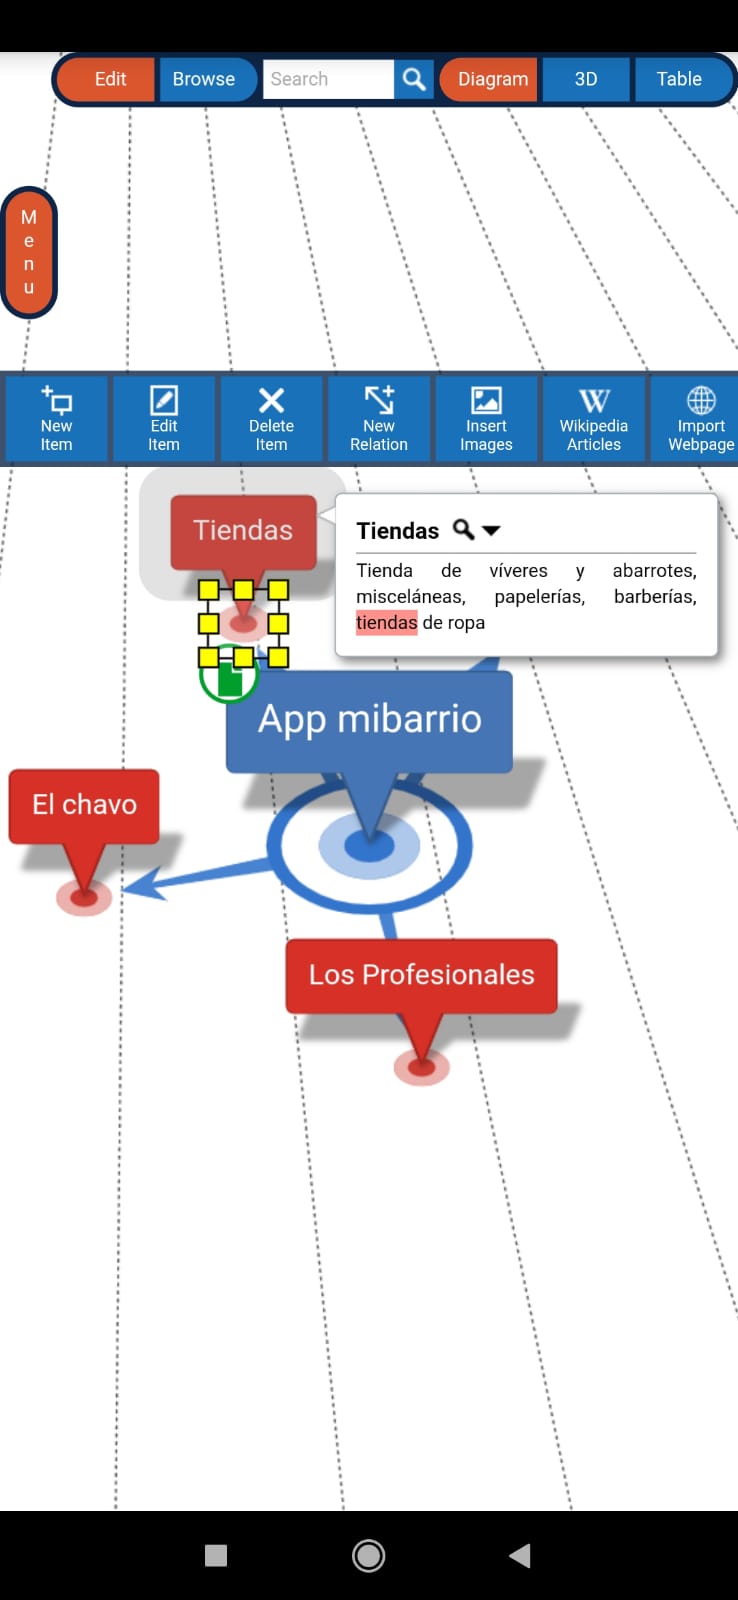 Edit Browse Search Diagram 3D Table
M
e
n
u
New
Item
Edit
Item
Delete
Item
New
Relation
Insert
Images
Wikipedia
Articles
Import
Webpage
Tiendas
Tiendas
Tienda de víveres y abarrotes,
misceláneas, papelerías, barberías,
tiendas de ropa
App mibarrio
El chavo
Los Profesionales